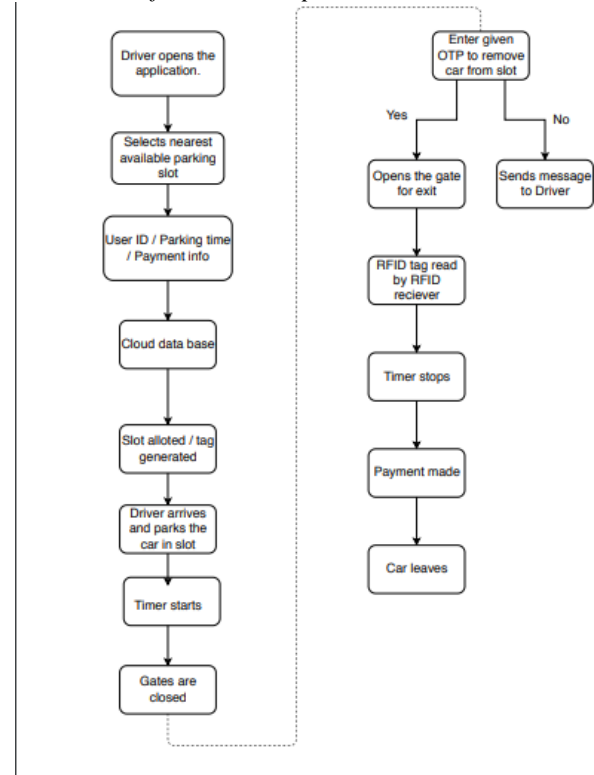 Driver opens the
application.
Selects nearest
available parking
slot
User ID / Parking time
/ Payment info
Cloud data base
Slot alloted / tag
generated
Driver arrives
and parks the
car in slot
Timer starts
Gates are
closed
Enter given
OTP to remove
car from slot
Yes
No
Opens the gate
for exit
Sends message
to Driver
RFID tag read
by RFID
reciever
Timer stops
Payment made
Car leaves